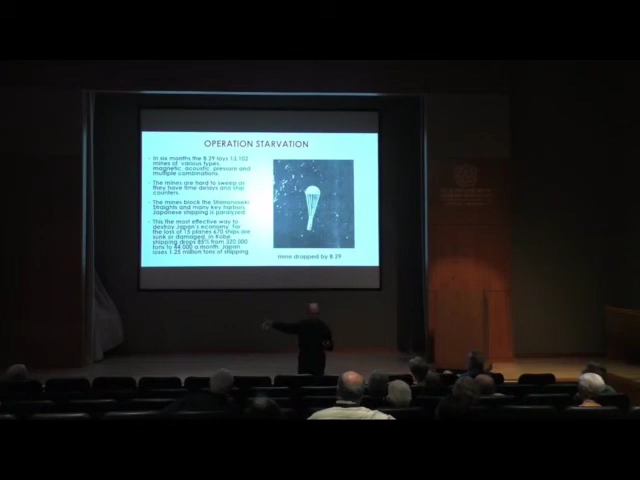 OPERATION STARVATION
- In six months the B 29 lays 13,102
mines of various types,
magnetic, acoustic, pressure and
multiple combinations.
- The mines are hard to sweep as
they have time delays and ship
counters.
- The mines block the Shimonoseki
Straights and many key harbors.
Japanese shipping is paralyzed
- This the most effective way to
destroy Japan's economy. For
the loss of 15 planes 670 ships are
sunk or damaged. In Kobe
shipping drops 85% from 320,000
tons to 44,000 a month. Japan
loses 1.25 million tons of shipping
mine dropped by B 29